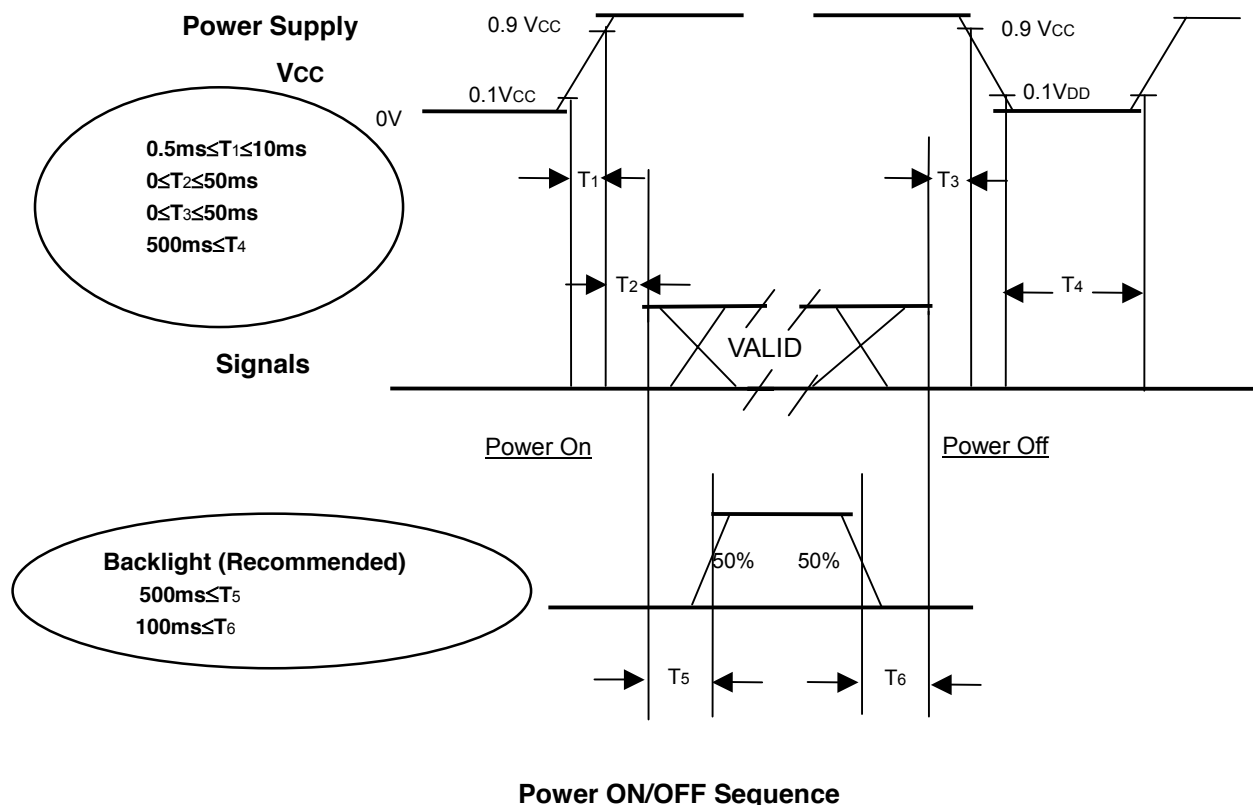 Power Supply
VCC
0.9 VCC
0.9 VCC
0.1VCC
0.1VDD
0V
0.5ms≤T1≤10ms
0≤T2≤50ms
0≤T3≤50ms
500ms≤T4
T1
T3
T2
T4
VALID
Signals
Power On
Power Off
Backlight (Recommended)
500ms≤T5
100ms≤T6
50%
50%
T5
T6
Power ON/OFF Sequence